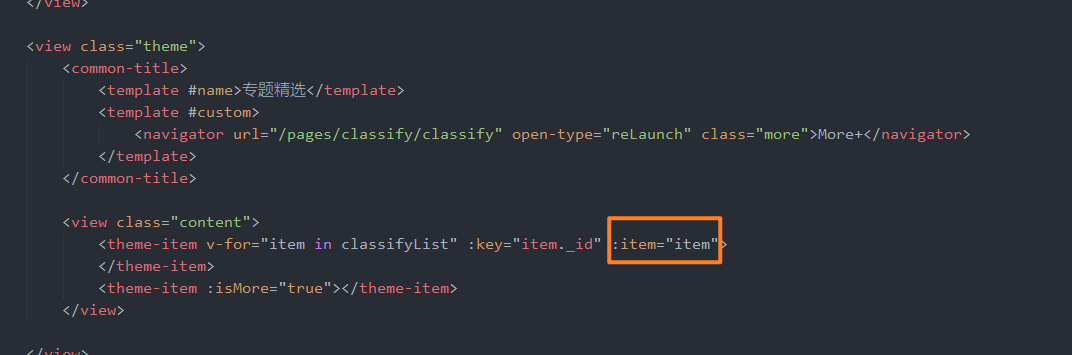 </view>
<view class="theme">
<common-title>
<template #name>专题精选</template>
<template #custom>
<navigator url="/pages/classify/classify" open-type="reLaunch" class="more">More+</navigator>
</template>
</common-title>
<view class="content">
<theme-item v-for="item in classifyList" :key="item._id" :item="item">
</theme-item>
<theme-item :isMore="true"></theme-item>
</view>
</view>